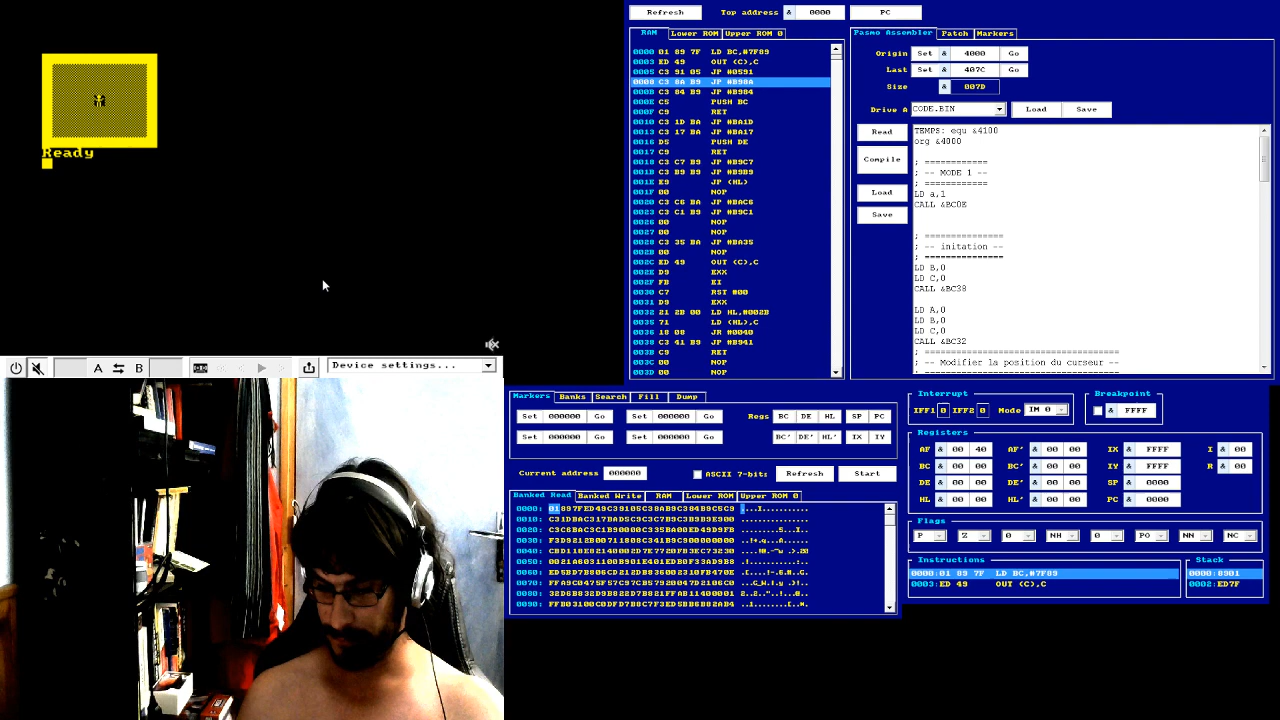 Ready
Device settings...
A B
Refresh Top address & 0000 PC
RAM Lower ROM Upper ROM 0
0000 01 89 7F LD BC,#7F89
0003 ED 49 OUT (C),C
0005 C3 91 05 JP #0591
0008 C3 8A B9 JP #B98A
000B C3 84 B9 JP #B984
000E C5 PUSH BC
000F C9 RET
0010 C3 1D BA JP #BA1D
0013 C3 17 BA JP #BA17
0016 D5 PUSH DE
0017 C9 RET
0018 C3 C7 B9 JP #B9C7
001B C3 B9 B9 JP #B9B9
001E E9 JP (HL)
001F 00 NOP
0020 C3 C6 BA JP #BAC6
0023 C3 C1 B9 JP #B9C1
0026 00 NOP
0027 00 NOP
0028 C3 35 BA JP #BA35
002B 00 NOP
002C ED 49 OUT (C),C
002E D9 EXX
002F FB EI
0030 C7 RST #00
0031 D9 EXX
0032 21 2B 00 LD HL,#002B
0035 71 LD (HL),C
0036 18 08 JR #0040
0038 C3 41 B9 JP #B941
003B C9 RET
003C 00 NOP
003D 00 NOP
Pasmo Assembler Patch Markers
Origin Set & 4000 Go
Last Set & 407C Go
Size & 007D
Drive A CODE.BIN Load Save
Read
Compile
Load
Save
TEMPS: equ &4100
org &4000
; ============
; -- MODE 1 --
; ============
LD a,1
CALL &BC0E
; ===============
; -- initation --
; ===============
LD B,0
LD C,0
CALL &BC38
LD A,0
LD B,0
LD C,0
CALL &BC32
; ===================================
; -- Modifier la position du curseur --
Markers Banks Search Fill Dump
Set 000000 Go Set 000000 Go Regs BC DE HL SP PC
Set 000000 Go Set 000000 Go BC' DE' HL' IX IY
Current address 000000 ASCII 7-bits Refresh Start
Banked Read Banked Write RAM Lower ROM Upper ROM 0
0000: 01897FED49C39105C38AB9C384B9C5C9
0010: C31DBAC317BAD5C9C3C7B9C3B9B9E900
0020: C3C6BAC3C1B90000C335BA00ED49D9FB
0030: C7D9212B00711808C341B9C900000000
Interrupt
IFF1 0 IFF2 0 Mode IM 0
Breakpoint
& FFFF
Registers
AF & 00 40 AF' & 00 00 IX & FFFF I & 00
BC & 00 00 BC' & 00 00 IY & FFFF R & 00
DE & 00 00 DE' & 00 00 SP & 0000
HL & 00 00 HL' & 00 00 PC & 0000
Flags
P Z 0 NH 0 PO NN NC
Instructions
0000:01 89 7F LD BC,#7F89
0003:ED 49 OUT (C),C
Stack
0000:8901
0002:ED7F